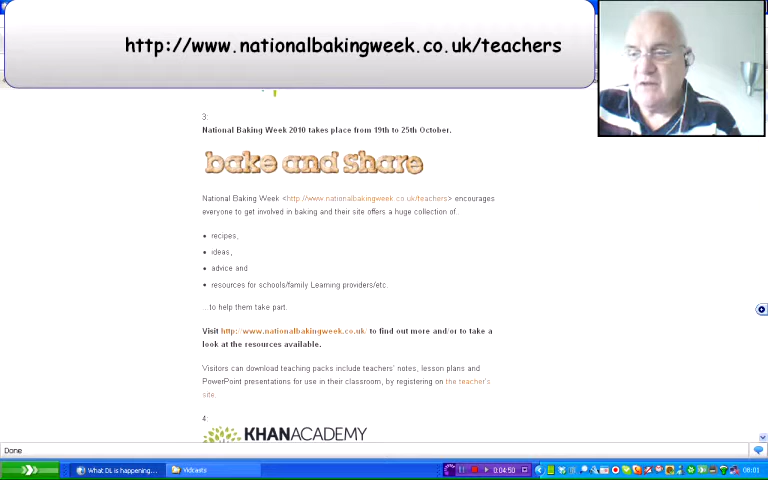 http://www.nationalbakingweek.co.uk/teachers
3:
National Baking Week 2010 takes place from 19th to 25th October.
bake and share
National Baking Week <http://www.nationalbakingweek.co.uk/teachers> encourages
everyone to get involved in baking and their site offers a huge collection of..
• recipes,
• ideas,
• advice and
• resources for schools/family Learning providers/etc.
...to help them take part.
Visit http://www.nationalbakingweek.co.uk/ to find out more and/or to take a
look at the resources available.
Visitors can download teaching packs include teachers' notes, lesson plans and
PowerPoint presentations for use in their classroom, by registering on the teacher's
site.
4:
KHANACADEMY
Done
What DL is happening...
Vidcasts
0:04:50
08:01